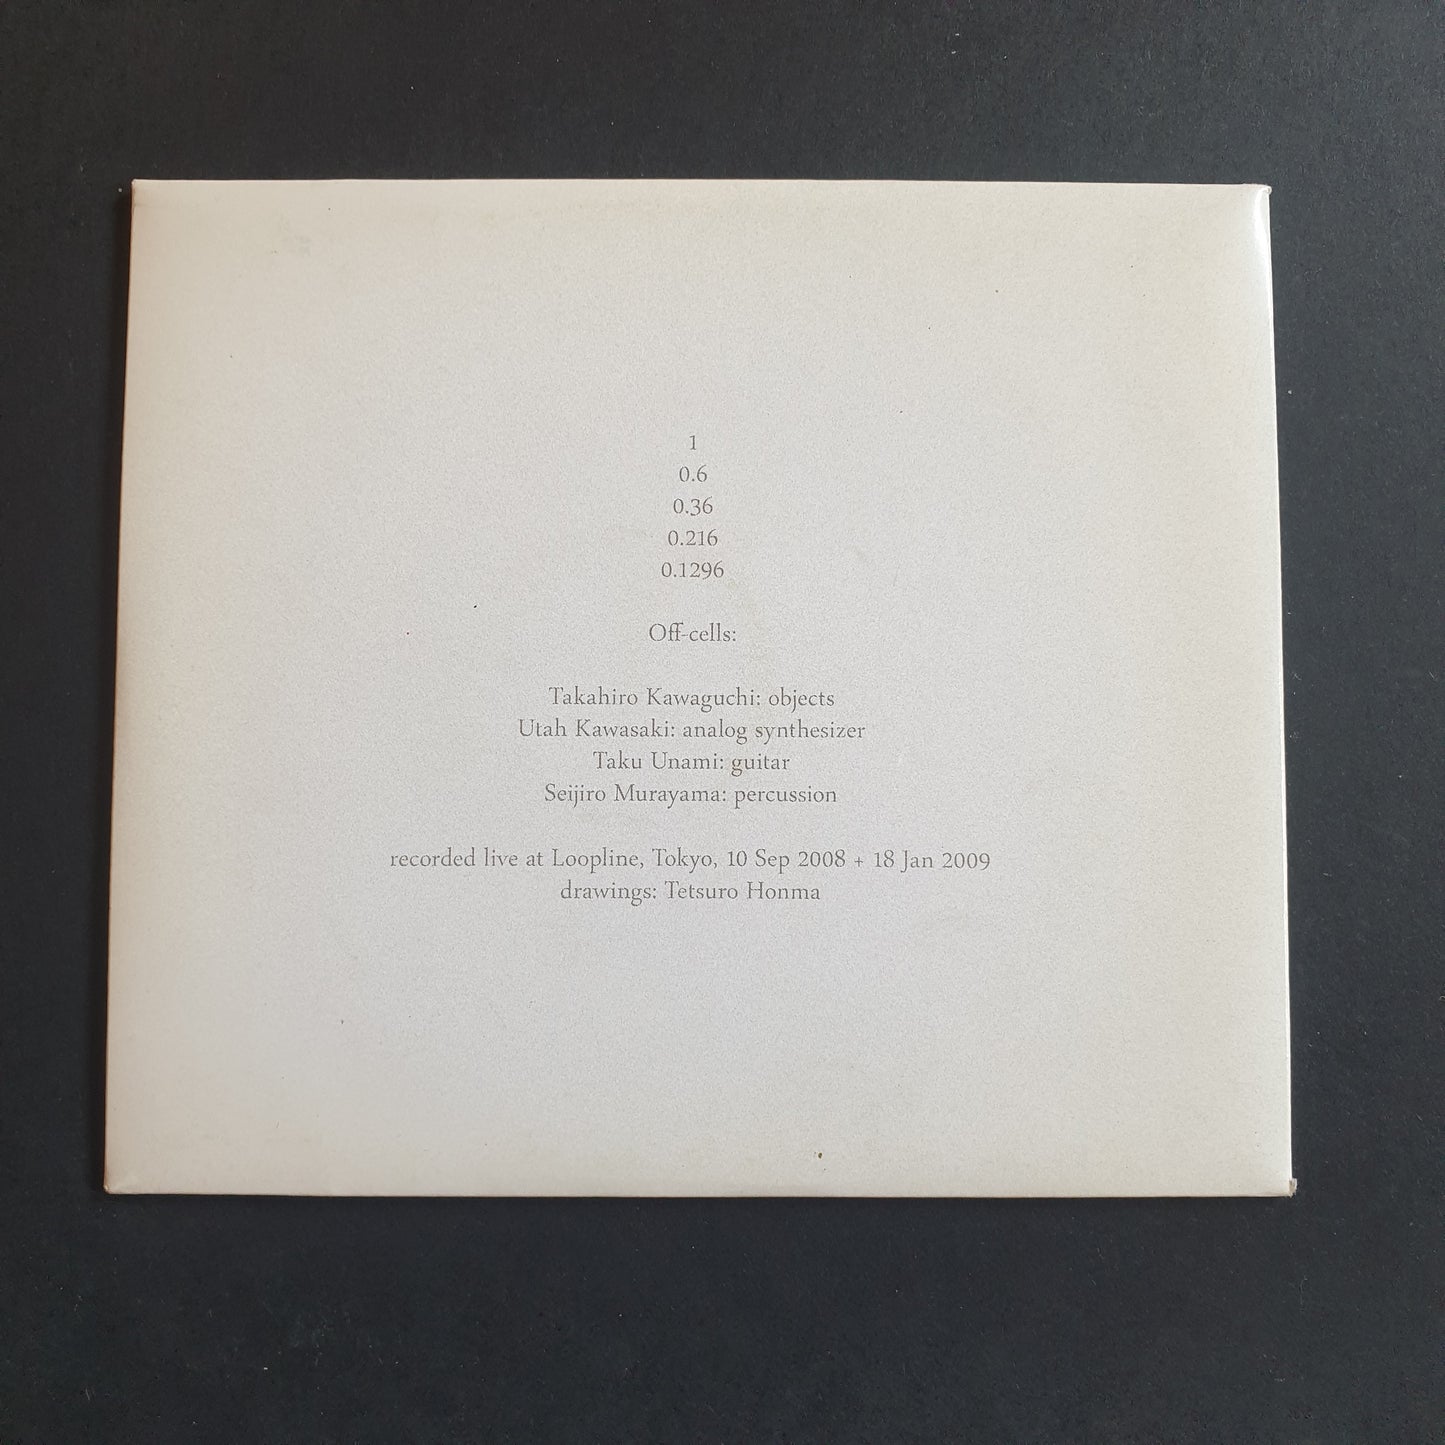 1
0.6
0.36
0.216
0.1296
Off-cells:
Takahiro Kawaguchi: objects
Utah Kawasaki: analog synthesizer
Taku Unami: guitar
Seijiro Murayama: percussion
recorded live at Loopline, Tokyo, 10 Sep 2008 + 18 Jan 2009
drawings: Tetsuro Honma